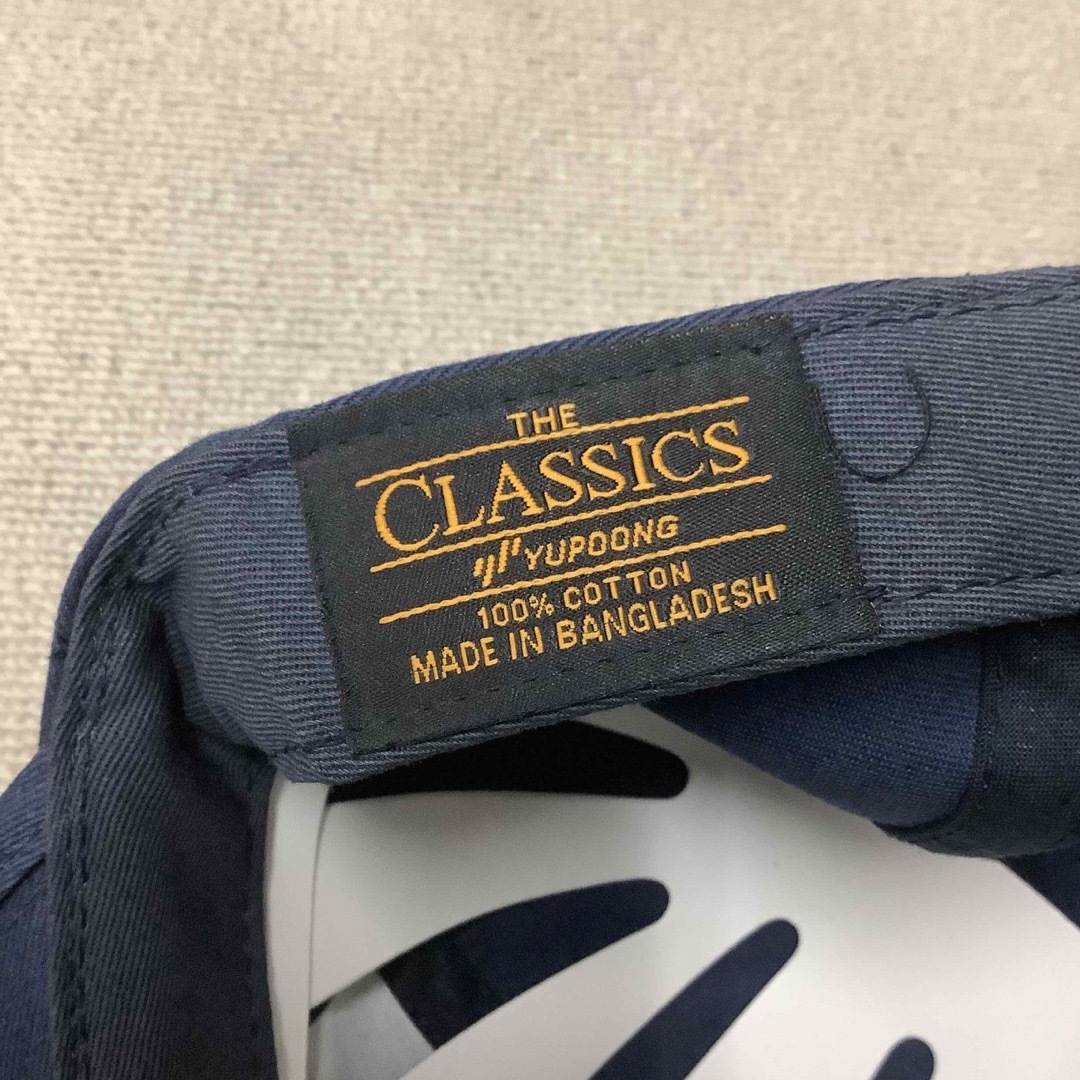 THE
CLASSICS
YUPOONG
100% COTTON
MADE IN BANGLADESH